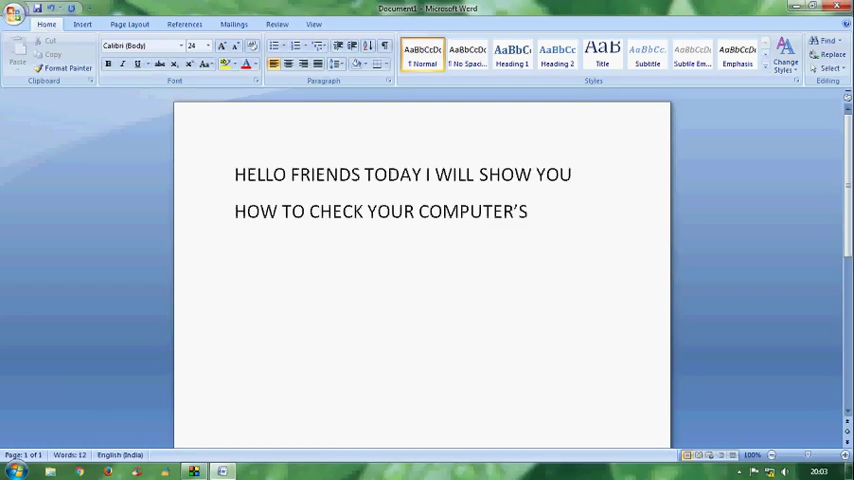 Document1 - Microsoft Word
Home Insert Page Layout References Mailings Review View
Cut
Copy
Format Painter
Paste
Clipboard
Calibri (Body) 24
Font
Paragraph
AaBbCcDc AaBbCcDc AaBbC AaBbCc AaB AaBbCc. AaBbCcDc AaBbCcDc
¶ Normal ¶ No Spaci... Heading 1 Heading 2 Title Subtitle Subtle Em... Emphasis
Styles
Change Styles
Find
Replace
Select
Editing
HELLO FRIENDS TODAY I WILL SHOW YOU
HOW TO CHECK YOUR COMPUTER’S
Page: 1 of 1 Words: 12 English (India) 100%
20:03